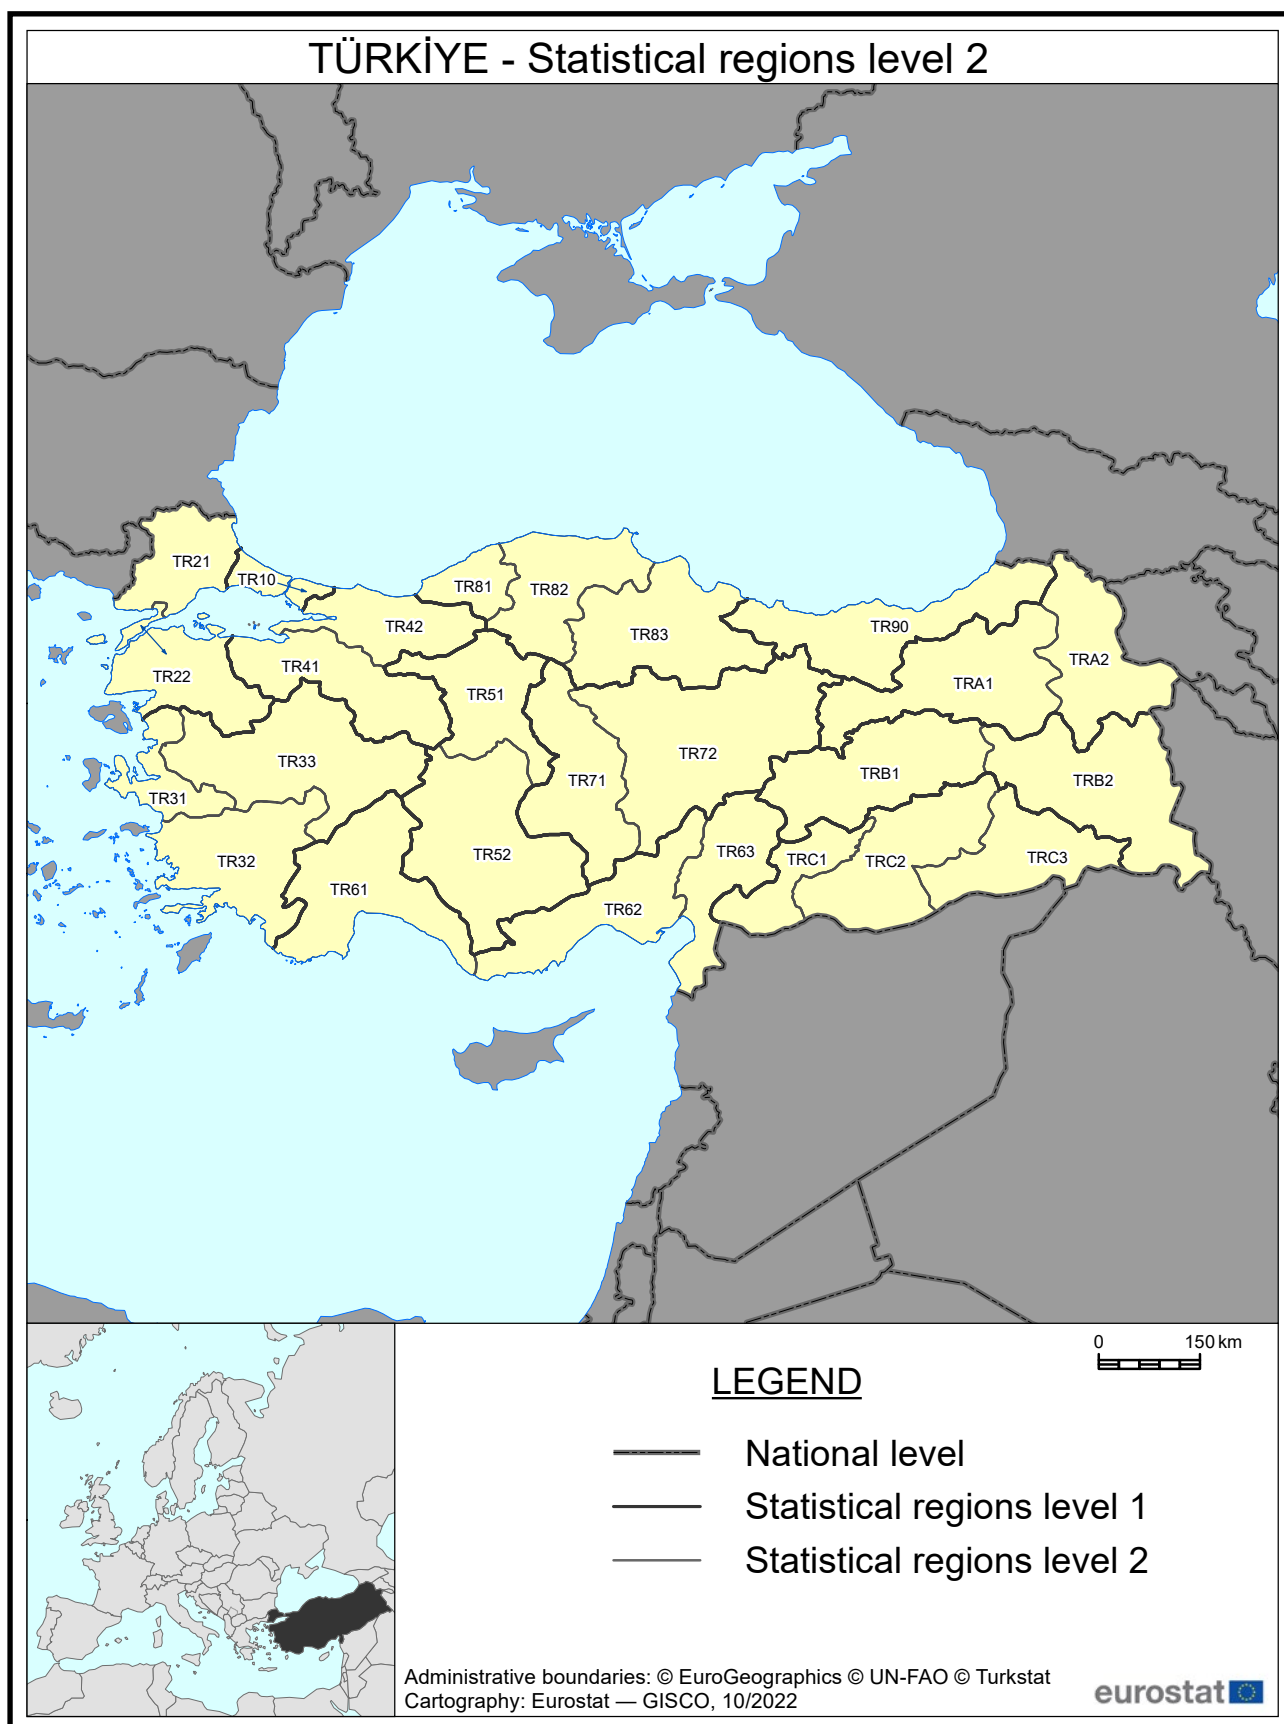 TÜRKİYE - Statistical regions level 2
TR21
TR10
TR81
TR82
TR42
TR83
TR90
TR41
TR22
TR51
TRA2
TRA1
TR33
TR72
TR71
TRB1
TRB2
TR31
TR32
TR52
TR63
TRC1
TRC2
TRC3
TR61
TR62
0 150 km
LEGEND
National level
Statistical regions level 1
Statistical regions level 2
Administrative boundaries: © EuroGeographics © UN-FAO © Turkstat
Cartography: Eurostat — GISCO, 10/2022
eurostat